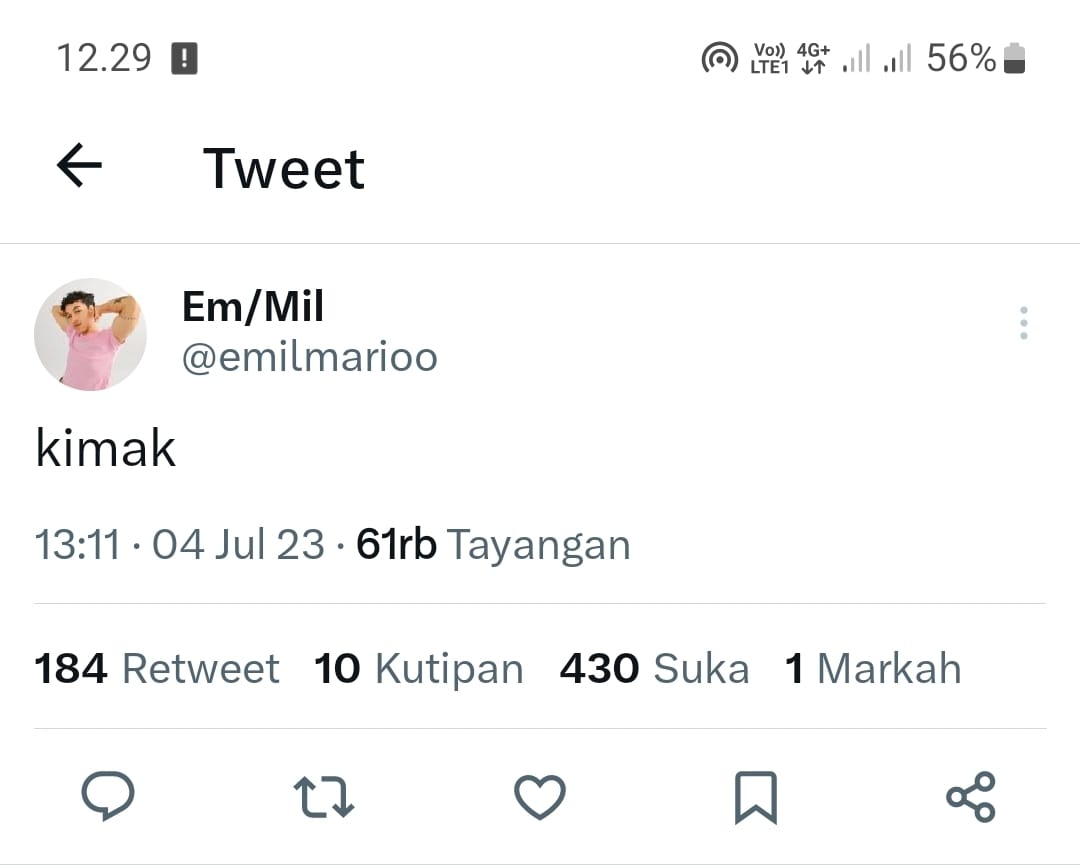 12.29 Vo)) LTE1 4G+ 56%
Tweet
Em/Mil
@emilmarioo
kimak
13:11 · 04 Jul 23 · 61rb Tayangan
184 Retweet 10 Kutipan 430 Suka 1 Markah